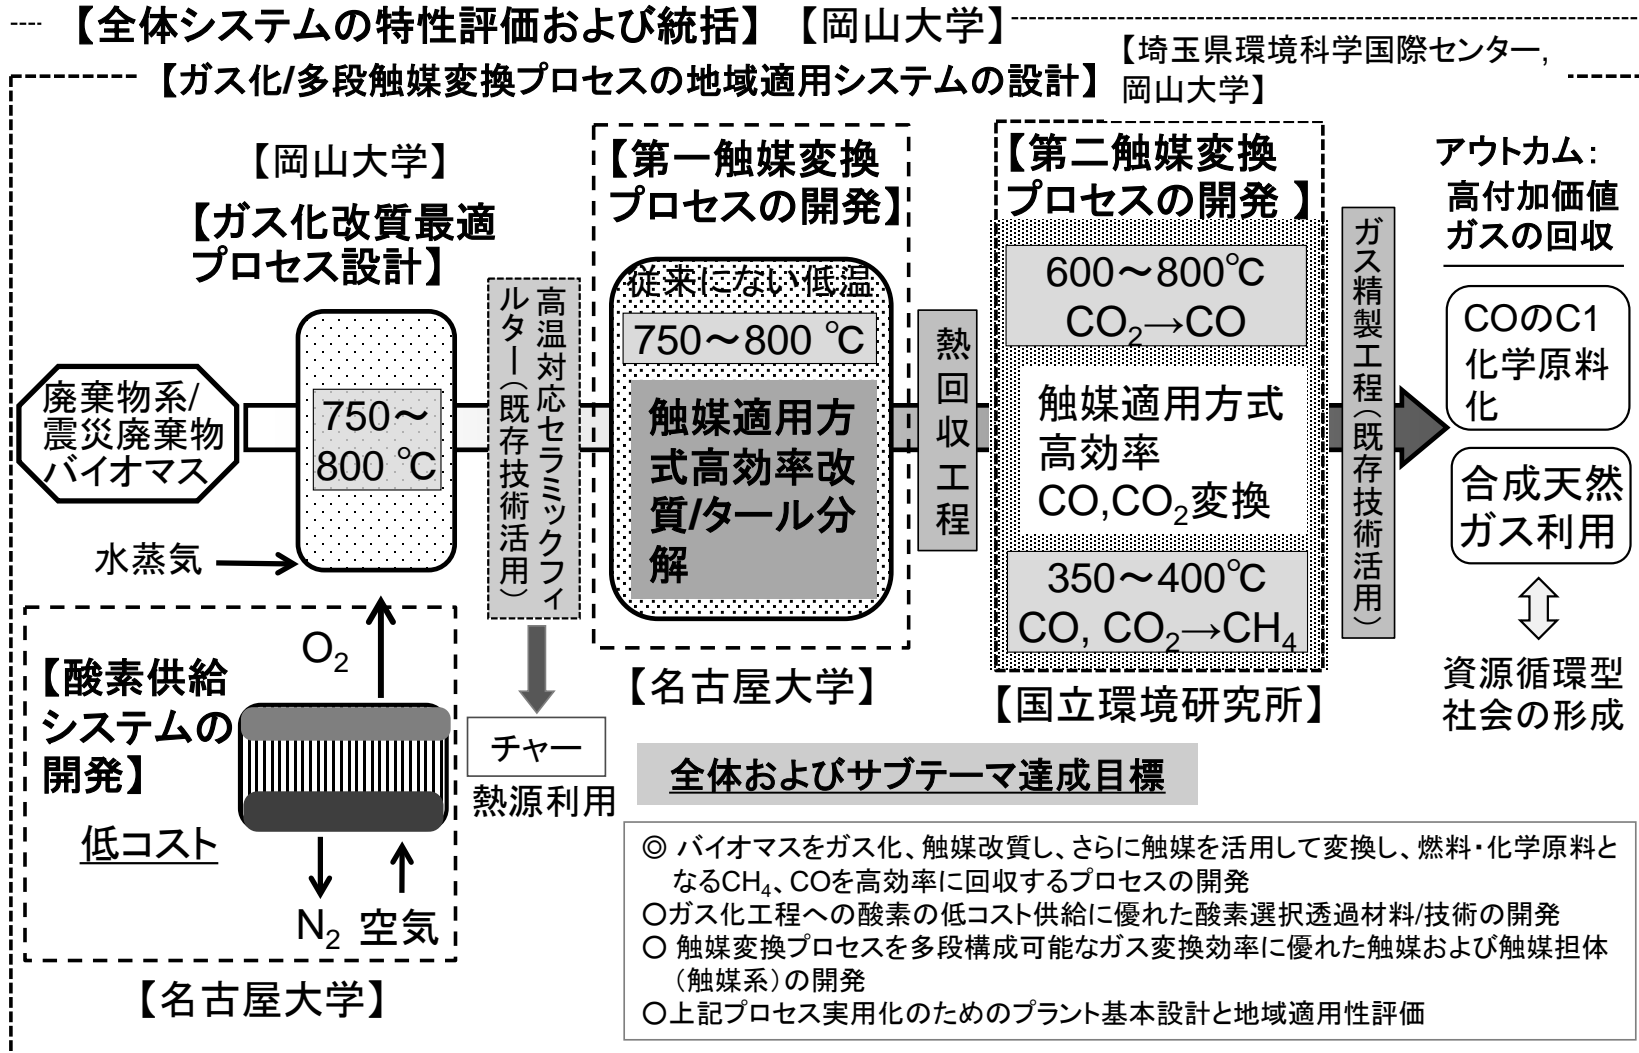 【全体システムの特性評価および統括】【岡山大学】
【ガス化/多段触媒変換プロセスの地域適用システムの設計】
【埼玉県環境科学国際センター,
岡山大学】
【岡山大学】
【ガス化改質最適
プロセス設計】
750～
800 ℃
廃棄物系/
震災廃棄物
バイオマス
水蒸気
高温対応セラミックフィ
ルター(既存技術活用)
チャー
熱源利用
【酸素供給
システムの
開発】
低コスト
O2
N2
空気
【名古屋大学】
【第一触媒変換
プロセスの開発】
従来にない低温
750～800 ℃
触媒適用方
式高効率改
質/タール分
解
【名古屋大学】
熱回収工程
【第二触媒変換
プロセスの開発 】
600～800℃
CO2→CO
触媒適用方式
高効率
CO,CO2変換
350～400℃
CO, CO2→CH4
【国立環境研究所】
ガス精製工程(既存技術活用)
アウトカム:
高付加価値
ガスの回収
COのC1
化学原料
化
合成天然
ガス利用
資源循環型
社会の形成
全体およびサブテーマ達成目標
◎ バイオマスをガス化、触媒改質し、さらに触媒を活用して変換し、燃料・化学原料と
なるCH4、COを高効率に回収するプロセスの開発
○ガス化工程への酸素の低コスト供給に優れた酸素選択透過材料/技術の開発
○ 触媒変換プロセスを多段構成可能なガス変換効率に優れた触媒および触媒担体
(触媒系)の開発
○上記プロセス実用化のためのプラント基本設計と地域適用性評価